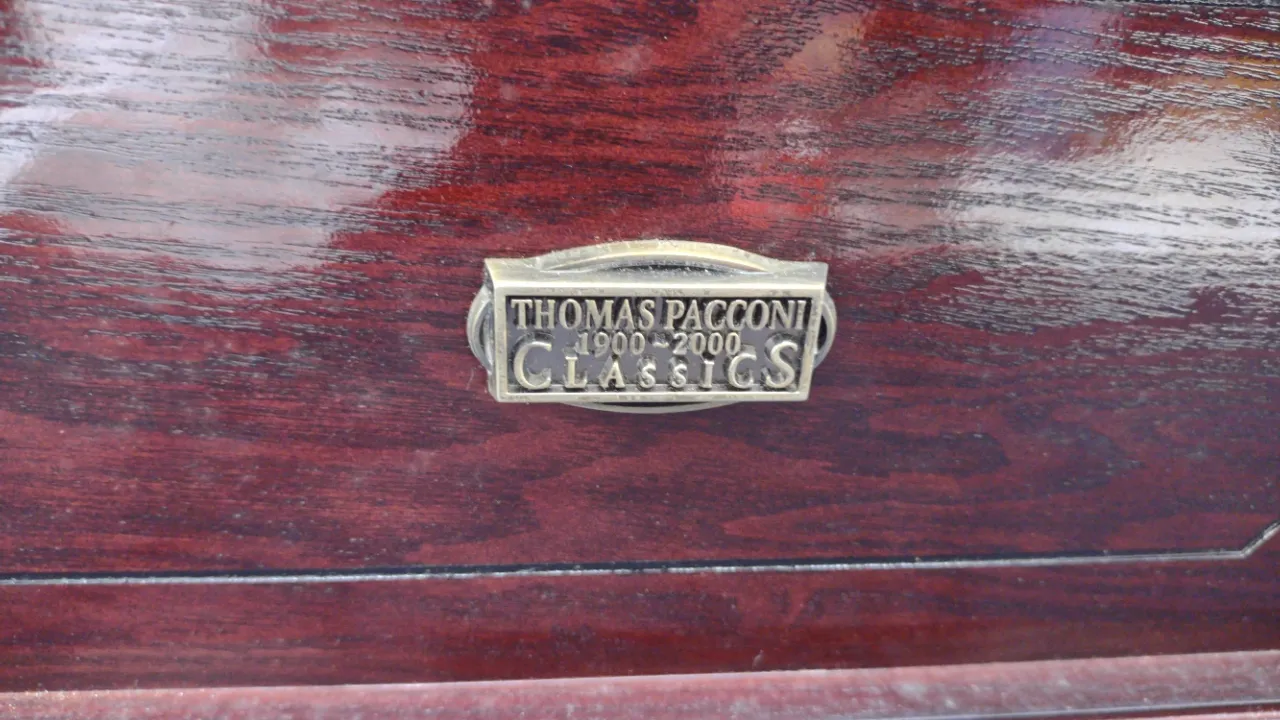 THOMAS PACCONI
1900-2000
CLASSICS